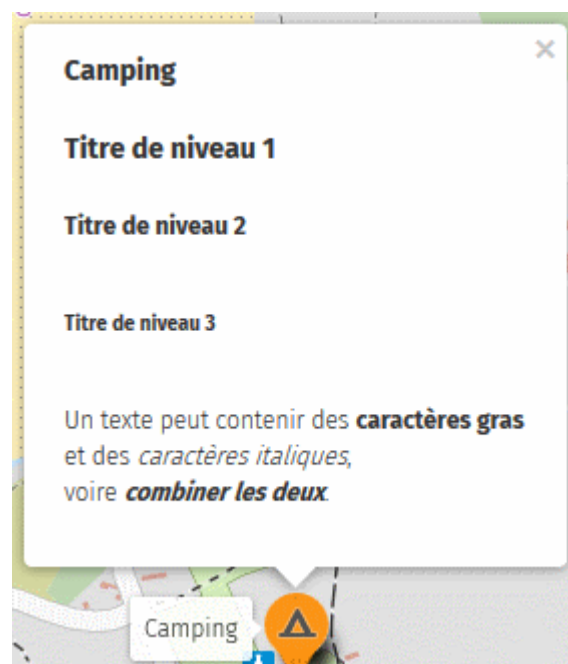 ×
Camping
Titre de niveau 1
Titre de niveau 2
Titre de niveau 3
Un texte peut contenir des caractères gras
et des caractères italiques,
voire combiner les deux.
Camping